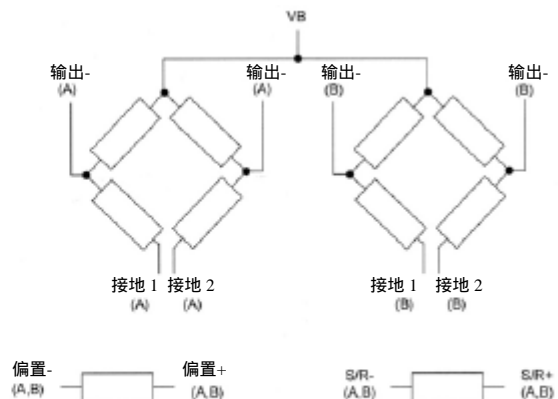 VB
输出- 输出- 输出- 输出-
(A) (A) (B) (B)
接地 1 接地 2 接地 1 接地 2
(A) (A) (B) (B)
偏置- 偏置+ S/R- S/R+
(A,B) (A,B) (A,B) (A,B)